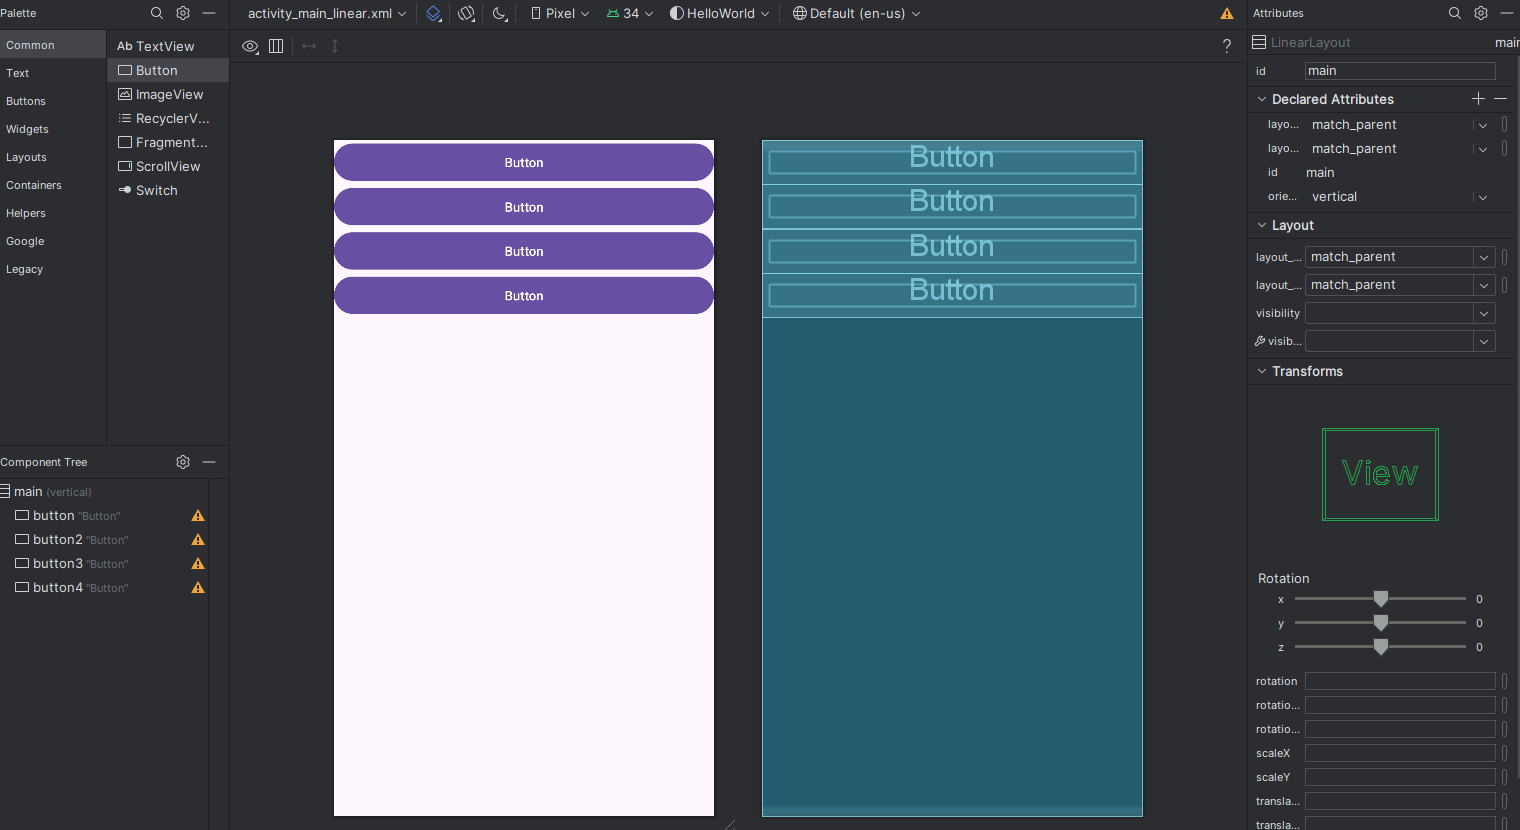 Palette
activity_main_linear.xml
Pixel
34
HelloWorld
Default (en-us)
Attributes
Common
Text
Buttons
Widgets
Layouts
Containers
Helpers
Google
Legacy
Ab TextView
Button
ImageView
RecyclerV...
Fragment...
ScrollView
Switch
?
Button
Button
Button
Button
Button
Button
Button
Button
Component Tree
main (vertical)
button "Button"
button2 "Button"
button3 "Button"
button4 "Button"
LinearLayout main
id main
Declared Attributes
layo... match_parent
layo... match_parent
id main
orie... vertical
Layout
layout_... match_parent
layout_... match_parent
visibility
visib...
Transforms
View
Rotation
x 0
y 0
z 0
rotation
rotatio...
rotatio...
scaleX
scaleY
transla...
transla...